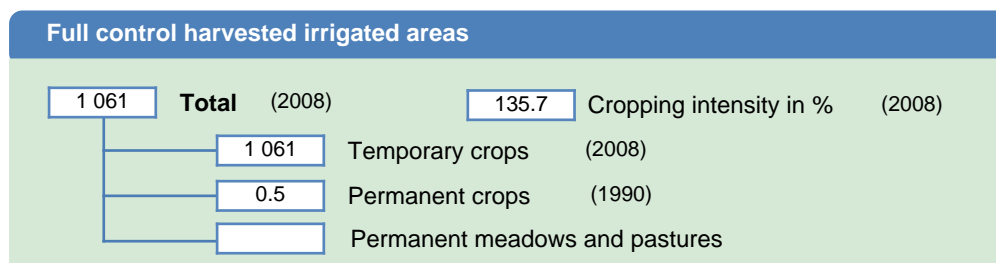 Full control harvested irrigated areas
1 061 Total (2008) 135.7 Cropping intensity in % (2008)
1 061 Temporary crops (2008)
0.5 Permanent crops (1990)
Permanent meadows and pastures